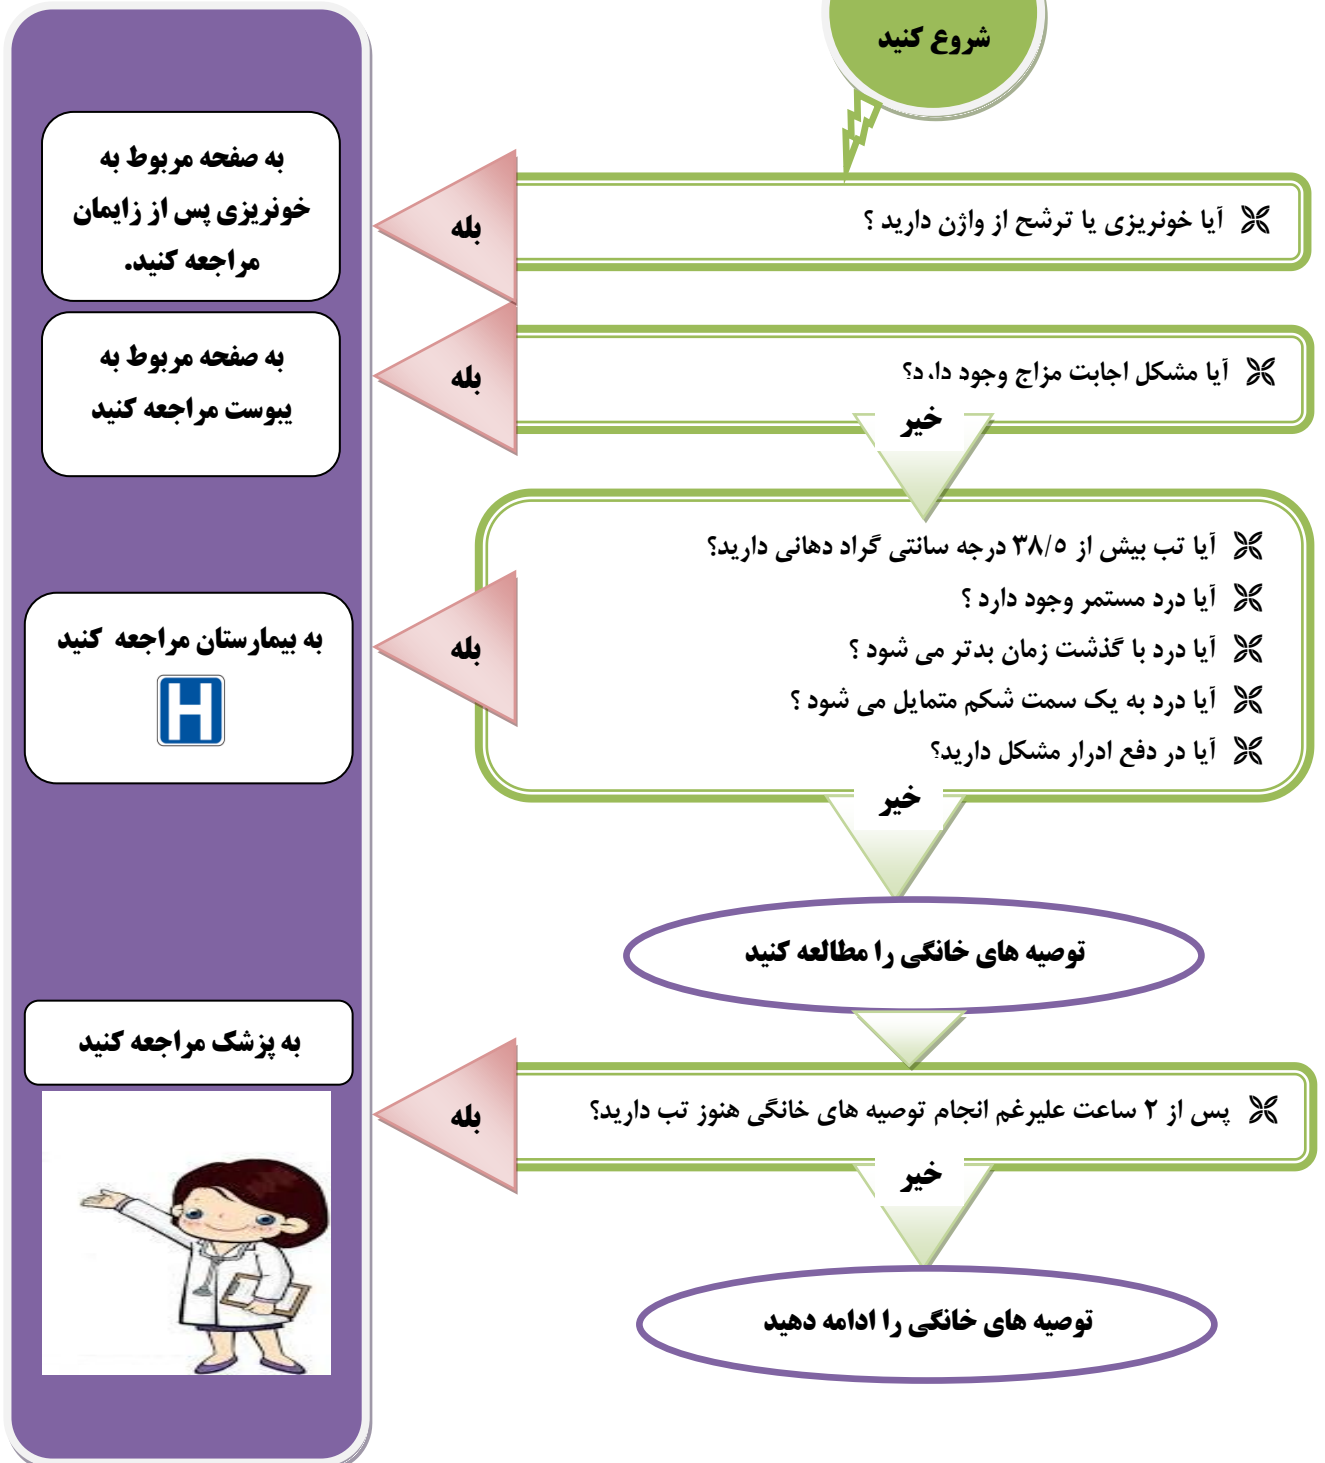 شروع کنید
آیا خونریزی یا ترشح از واژن دارید ؟
بله
به صفحه مربوط به
خونریزی پس از زایمان
مراجعه کنید.
آیا مشکل اجابت مزاج وجود دارد؟
بله
به صفحه مربوط به
یبوست مراجعه کنید
خیر
آیا تب بیش از ۳۸/۵ درجه سانتی گراد دهانی دارید؟
آیا درد مستمر وجود دارد ؟
آیا درد با گذشت زمان بدتر می شود ؟
آیا درد به یک سمت شکم متمایل می شود ؟
آیا در دفع ادرار مشکل دارید؟
بله
به بیمارستان مراجعه کنید
H
خیر
توصیه های خانگی را مطالعه کنید
پس از ۲ ساعت علیرغم انجام توصیه های خانگی هنوز تب دارید؟
بله
به پزشک مراجعه کنید
خیر
توصیه های خانگی را ادامه دهید